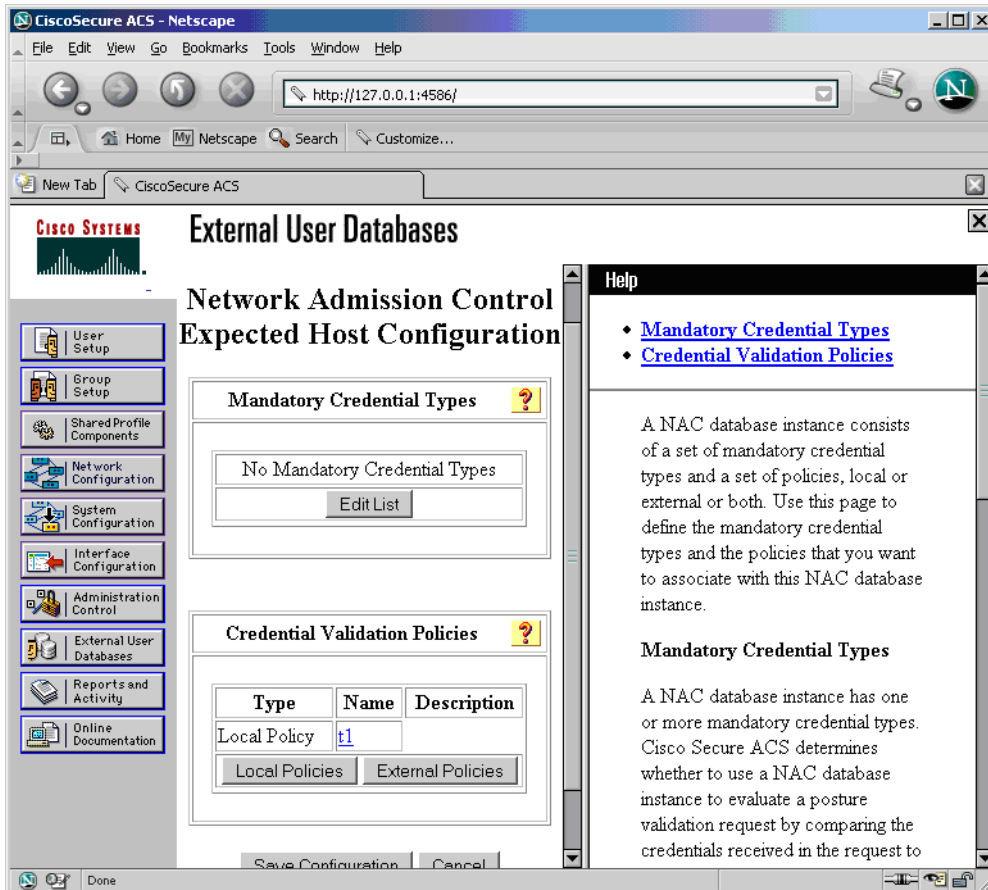 CiscoSecure ACS - Netscape
File Edit View Go Bookmarks Tools Window Help
http://127.0.0.1:4586/
N
Home My Netscape Search Customize...
New Tab CiscoSecure ACS
CISCO SYSTEMS
External User Databases
User
Setup
Group
Setup
Shared Profile
Components
Network
Configuration
System
Configuration
Interface
Configuration
Administration
Control
External User
Databases
Reports and
Activity
Online
Documentation
Network Admission Control
Expected Host Configuration
Mandatory Credential Types ?
No Mandatory Credential Types
Edit List
Credential Validation Policies ?
Type Name Description
Local Policy t1
Local Policies External Policies
Save Configuration Cancel
Help
• Mandatory Credential Types
• Credential Validation Policies
A NAC database instance consists
of a set of mandatory credential
types and a set of policies, local or
external or both. Use this page to
define the mandatory credential
types and the policies that you want
to associate with this NAC database
instance.
Mandatory Credential Types
A NAC database instance has one
or more mandatory credential types.
Cisco Secure ACS determines
whether to use a NAC database
instance to evaluate a posture
validation request by comparing the
credentials received in the request to
Done